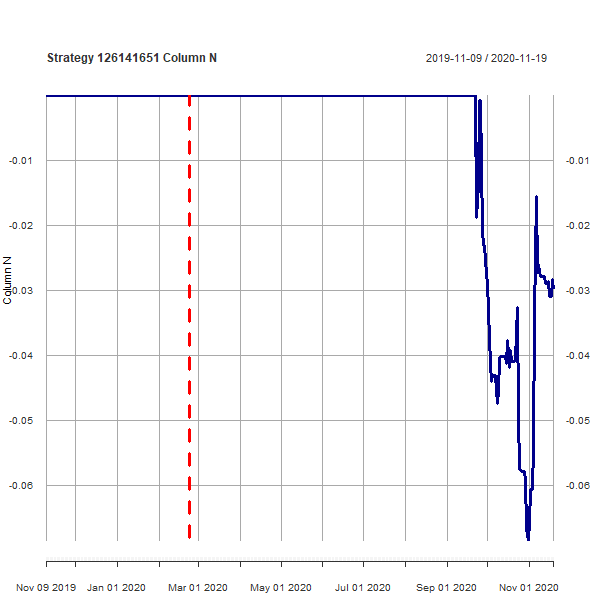 Strategy 126141651 Column N
2019-11-09 / 2020-11-19
-0.01 -0.01
-0.02 -0.02
-0.03 -0.03
-0.04 -0.04
-0.05 -0.05
-0.06 -0.06
Column N
Nov 09 2019 Jan 01 2020 Mar 01 2020 May 01 2020 Jul 01 2020 Sep 01 2020 Nov 01 2020